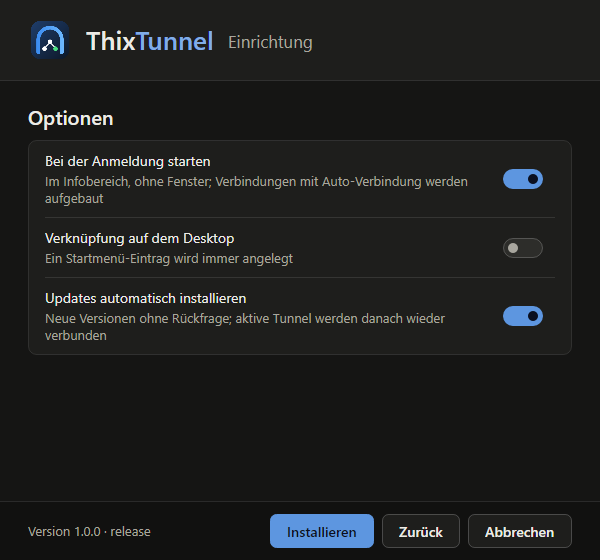 ThixTunnel Einrichtung
Optionen
Bei der Anmeldung starten
Im Infobereich, ohne Fenster; Verbindungen mit Auto-Verbindung werden
aufgebaut
Verknüpfung auf dem Desktop
Ein Startmenü-Eintrag wird immer angelegt
Updates automatisch installieren
Neue Versionen ohne Rückfrage; aktive Tunnel werden danach wieder
verbunden
Version 1.0.0 · release Installieren Zurück Abbrechen